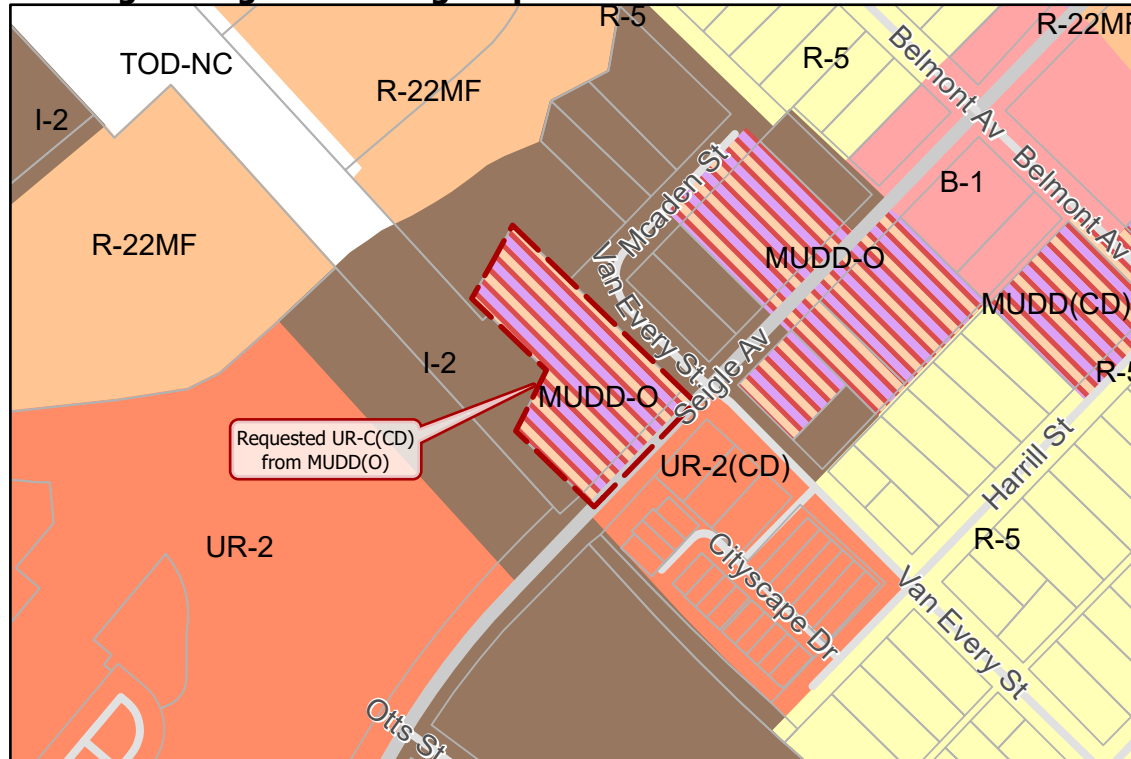 R-5
R-22MF
TOD-NC
Belmont Av
R-5
R-22MF
I-2
Belmont Av
Mcaden St
B-1
R-22MF
Van Every St
MUDD-O
MUDD(CD)
I-2
Seigle Av
MUDD-O
R-5
Requested UR-C(CD)
from MUDD(O)
UR-2(CD)
Harrill St
UR-2
R-5
Cityscape Dr
Van Every St
Otts St